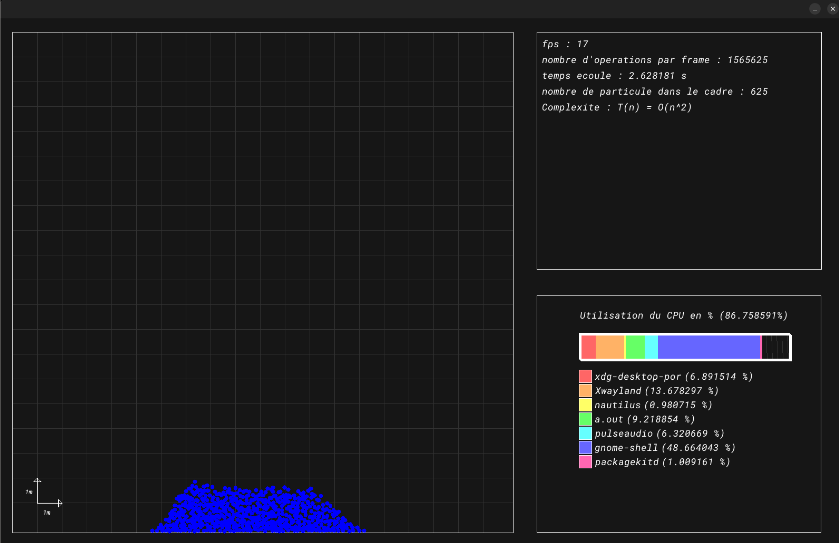 fps : 17
nombre d'operations par frame : 1565625
temps ecoule : 2.628181 s
nombre de particule dans le cadre : 625
Complexite : T(n) = O(n^2)
Utilisation du CPU en % (86.758591%)
xdg-desktop-por (6.891514 %)
Xwayland (13.678297 %)
nautilus (0.980715 %)
a.out (9.218854 %)
pulseaudio (6.320669 %)
gnome-shell (48.664043 %)
packagekitd (1.009161 %)
1m
1m